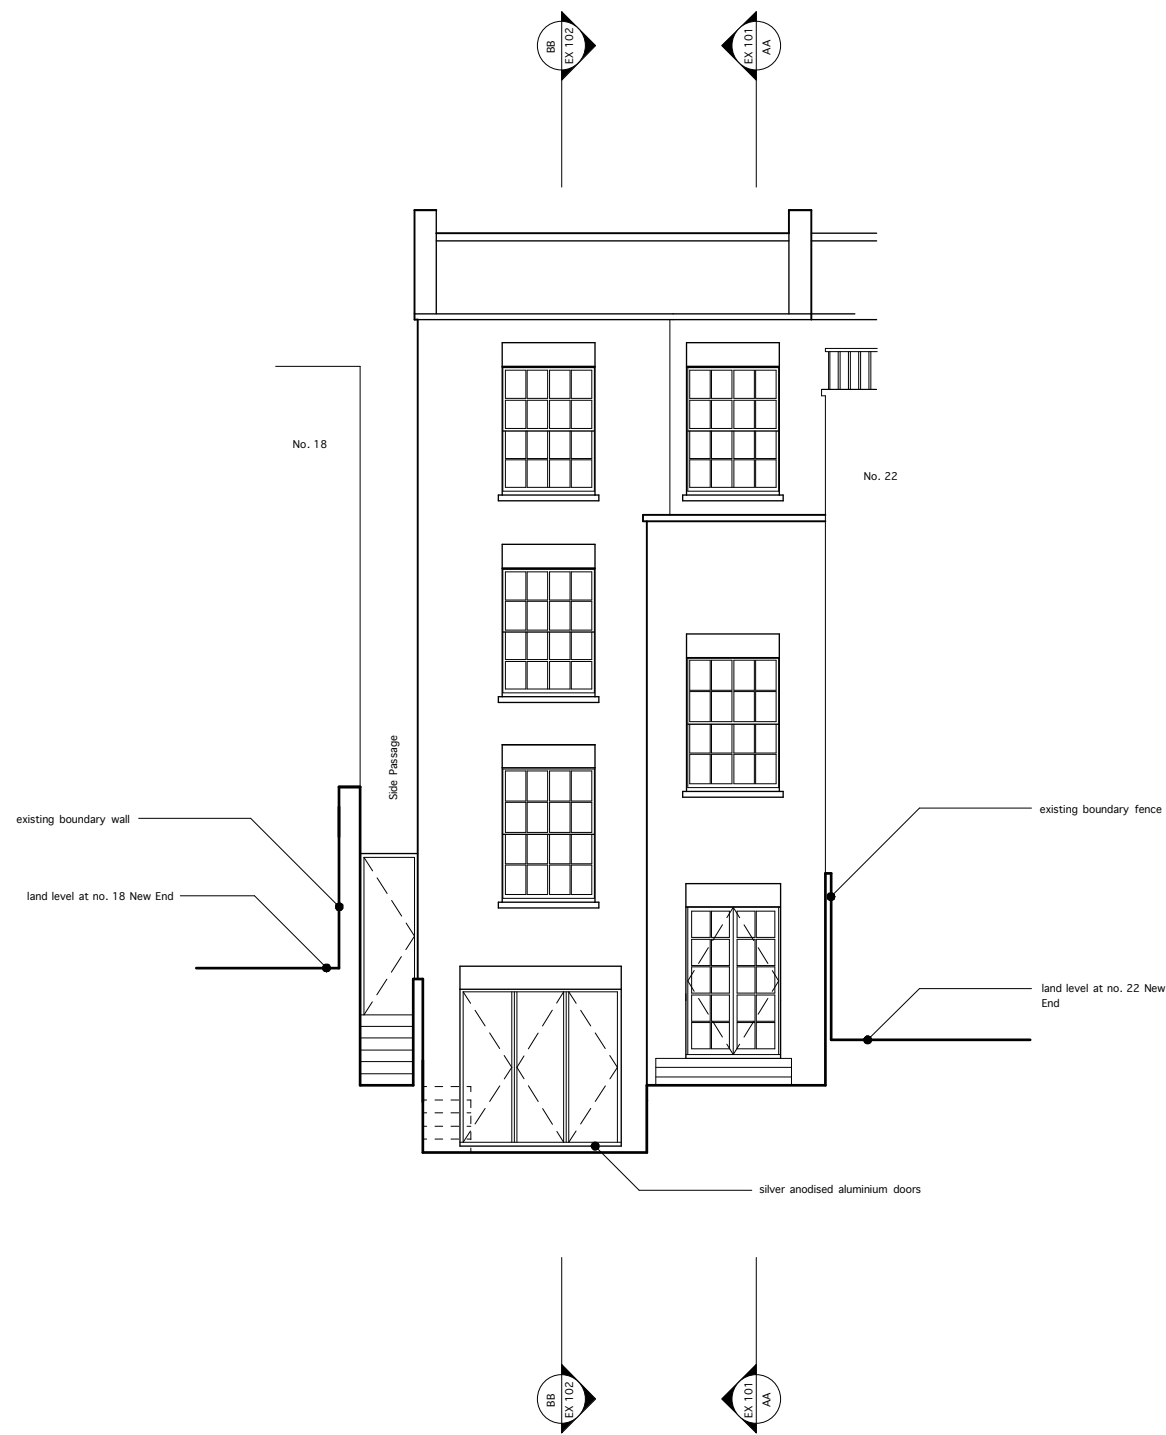 BB
EX 102
EX 101
AA
No. 18
No. 22
Side Passage
existing boundary wall
existing boundary fence
land level at no. 18 New End
land level at no. 22 New
End
silver anodised aluminium doors
BB
EX 102
EX 101
AA